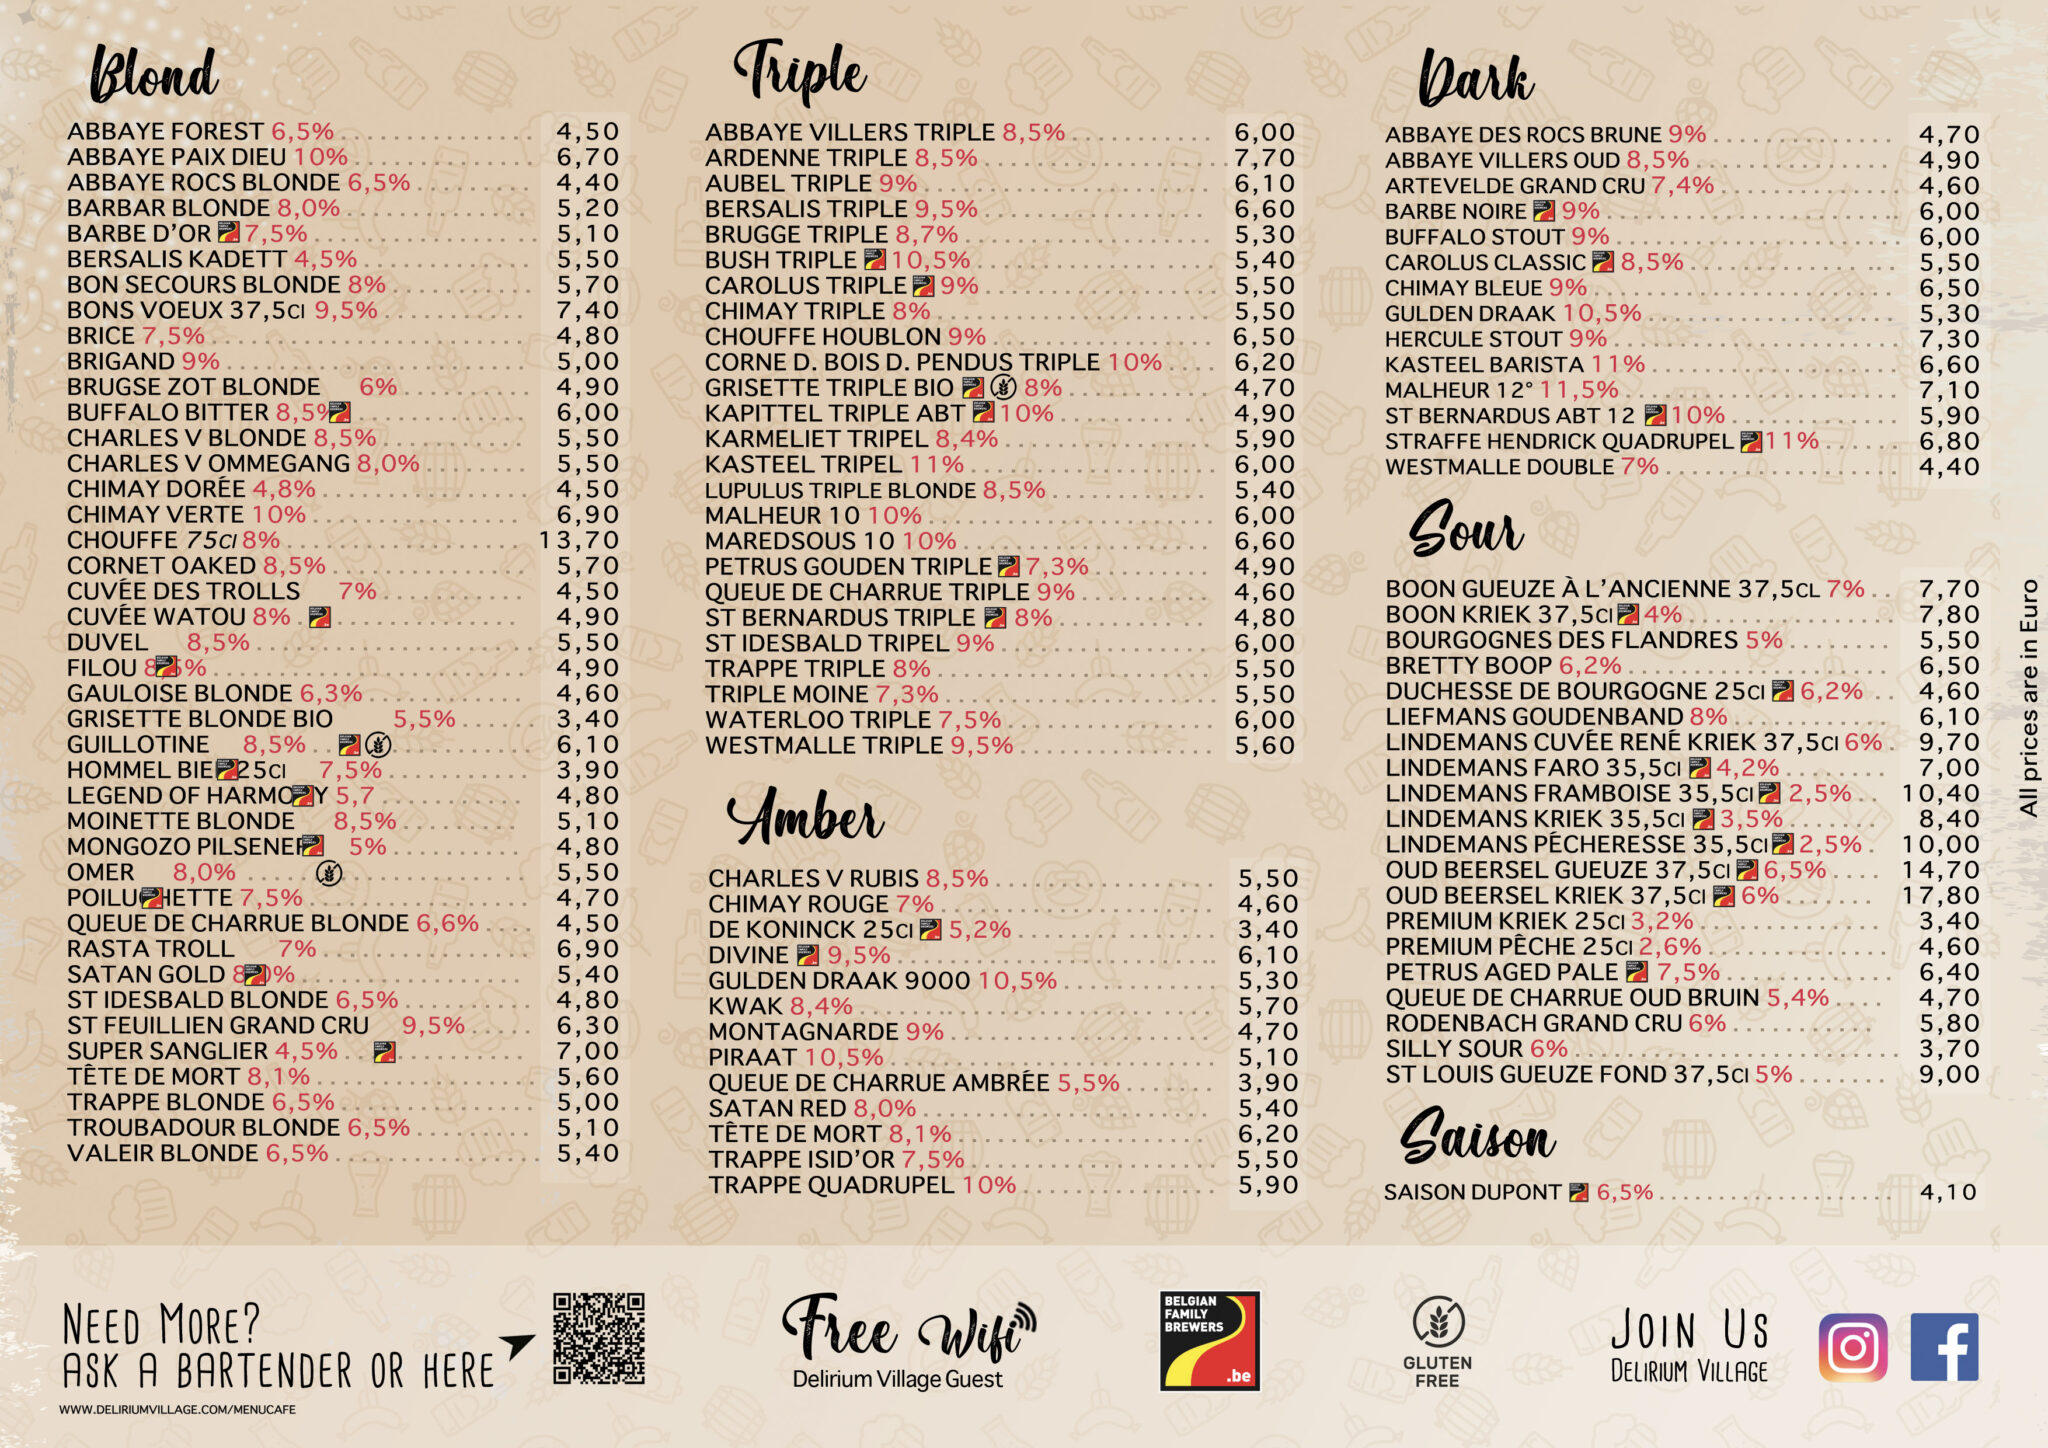 Blond
ABBAYE FOREST 6,5% 4,50
ABBAYE PAIX DIEU 10% 6,70
ABBAYE ROCS BLONDE 6,5% 4,40
BARBAR BLONDE 8,0% 5,20
BARBE D'OR 7,5% 5,10
BERSALIS KADETT 4,5% 5,50
BON SECOURS BLONDE 8% 5,70
BONS VOEUX 37,5CI 9,5% 7,40
BRICE 7,5% 4,80
BRIGAND 9% 5,00
BRUGSE ZOT BLONDE 6% 4,90
BUFFALO BITTER 8,5% 6,00
CHARLES V BLONDE 8,5% 5,50
CHARLES V OMMEGANG 8,0% 5,50
CHIMAY DORÉE 4,8% 4,50
CHIMAY VERTE 10% 6,90
CHOUFFE 75CI 8% 13,70
CORNET OAKED 8,5% 5,70
CUVÉE DES TROLLS 7% 4,50
CUVÉE WATOU 8% 4,90
DUVEL 8,5% 5,50
FILOU 4,90
GAULOISE BLONDE 6,3% 4,60
GRISETTE BLONDE BIO 5,5% 3,40
GUILLOTINE 8,5% 6,10
HOMMEL BIE 25CI 7,5% 3,90
LEGEND OF HARMONY 5,7 4,80
MOINETTE BLONDE 8,5% 5,10
MONGOZO PILSENER 5% 4,80
OMER 8,0% 5,50
POILUCHETTE 7,5% 4,70
QUEUE DE CHARRUE BLONDE 6,6% 4,50
RASTA TROLL 7% 6,90
SATAN GOLD 8,0% 5,40
ST IDESBALD BLONDE 6,5% 4,80
ST FEUILLIEN GRAND CRU 9,5% 6,30
SUPER SANGLIER 4,5% 7,00
TÊTE DE MORT 8,1% 5,60
TRAPPE BLONDE 6,5% 5,00
TROUBADOUR BLONDE 6,5% 5,10
VALEIR BLONDE 6,5% 5,40
Triple
ABBAYE VILLERS TRIPLE 8,5% 6,00
ARDENNE TRIPLE 8,5% 7,70
AUBEL TRIPLE 9% 6,10
BERSALIS TRIPLE 9,5% 6,60
BRUGGE TRIPLE 8,7% 5,30
BUSH TRIPLE 10,5% 5,40
CAROLUS TRIPLE 9% 5,50
CHIMAY TRIPLE 8% 5,50
CHOUFFE HOUBLON 9% 6,50
CORNE D. BOIS D. PENDUS TRIPLE 10% 6,20
GRISETTE TRIPLE BIO 8% 4,70
KAPITTEL TRIPLE ABT 10% 4,90
KARMELIET TRIPEL 8,4% 5,90
KASTEEL TRIPEL 11% 6,00
LUPULUS TRIPLE BLONDE 8,5% 5,40
MALHEUR 10 10% 6,00
MAREDSOUS 10 10% 6,60
PETRUS GOUDEN TRIPLE 7,3% 4,90
QUEUE DE CHARRUE TRIPLE 9% 4,60
ST BERNARDUS TRIPLE 8% 4,80
ST IDESBALD TRIPEL 9% 6,00
TRAPPE TRIPLE 8% 5,50
TRIPLE MOINE 7,3% 5,50
WATERLOO TRIPLE 7,5% 6,00
WESTMALLE TRIPLE 9,5% 5,60
Amber
CHARLES V RUBIS 8,5% 5,50
CHIMAY ROUGE 7% 4,60
DE KONINCK 25CI 5,2% 3,40
DIVINE 9,5% 6,10
GULDEN DRAAK 9000 10,5% 5,30
KWAK 8,4% 5,70
MONTAGNARDE 9% 4,70
PIRAAT 10,5% 5,10
QUEUE DE CHARRUE AMBRÉE 5,5% 3,90
SATAN RED 8,0% 5,40
TÊTE DE MORT 8,1% 6,20
TRAPPE ISID'OR 7,5% 5,50
TRAPPE QUADRUPEL 10% 5,90
Dark
ABBAYE DES ROCS BRUNE 9% 4,70
ABBAYE VILLERS OUD 8,5% 4,90
ARTEVELDE GRAND CRU 7,4% 4,60
BARBE NOIRE 9% 6,00
BUFFALO STOUT 9% 6,00
CAROLUS CLASSIC 8,5% 5,50
CHIMAY BLEUE 9% 6,50
GULDEN DRAAK 10,5% 5,30
HERCULE STOUT 9% 7,30
KASTEEL BARISTA 11% 6,60
MALHEUR 12° 11,5% 7,10
ST BERNARDUS ABT 12 10% 5,90
STRAFFE HENDRICK QUADRUPEL 11% 6,80
WESTMALLE DOUBLE 7% 4,40
Sour
BOON GUEUZE À L'ANCIENNE 37,5CL 7% 7,70
BOON KRIEK 37,5CI 4% 7,80
BOURGOGNES DES FLANDRES 5% 5,50
BRETTY BOOP 6,2% 6,50
DUCHESSE DE BOURGOGNE 25CI 6,2% 4,60
LIEFMANS GOUDENBAND 8% 6,10
LINDEMANS CUVÉE RENÉ KRIEK 37,5CI 6% 9,70
LINDEMANS FARO 35,5CI 4,2% 7,00
LINDEMANS FRAMBOISE 35,5CI 2,5% 10,40
LINDEMANS KRIEK 35,5CI 3,5% 8,40
LINDEMANS PÉCHERESSE 35,5CI 2,5% 10,00
OUD BEERSEL GUEUZE 37,5CI 6,5% 14,70
OUD BEERSEL KRIEK 37,5CI 6% 17,80
PREMIUM KRIEK 25CI 3,2% 3,40
PREMIUM PÊCHE 25CI 2,6% 4,60
PETRUS AGED PALE 7,5% 6,40
QUEUE DE CHARRUE OUD BRUIN 5,4% 4,70
RODENBACH GRAND CRU 6% 5,80
SILLY SOUR 6% 3,70
ST LOUIS GUEUZE FOND 37,5CI 5% 9,00
Saison
SAISON DUPONT 6,5% 4,10
All prices are in Euro
NEED MORE?
ASK A BARTENDER OR HERE
WWW.DELIRIUMVILLAGE.COM/MENUCAFE
Free Wifi
Delirium Village Guest
BELGIAN
FAMILY
BREWERS
.be
GLUTEN
FREE
JOIN US
DELIRIUM VILLAGE